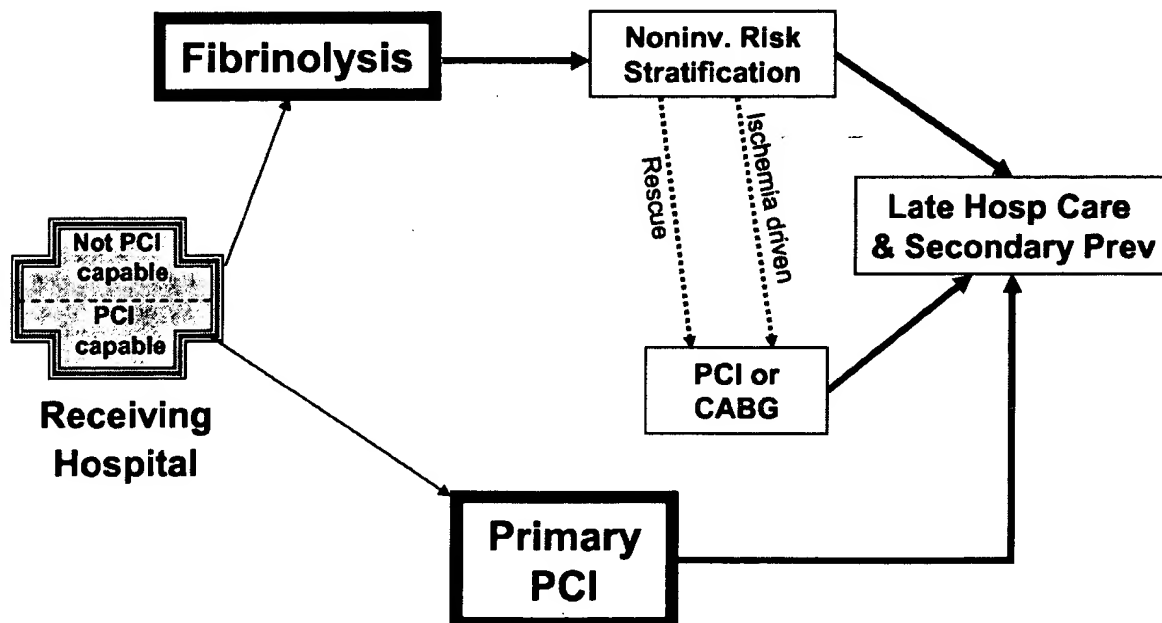 Fibrinolysis
Noninv. Risk
Stratification
Rescue
Ischemia driven
Late Hosp Care
& Secondary Prev
Not PCI
capable
PCI
capable
Receiving
Hospital
PCI or
CABG
Primary
PCI